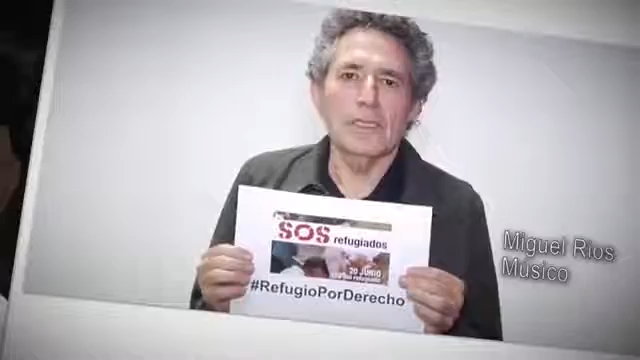 SOS refugiados
20 JUNIO
#RefugioPorDerecho
Miguel Rios
Musico